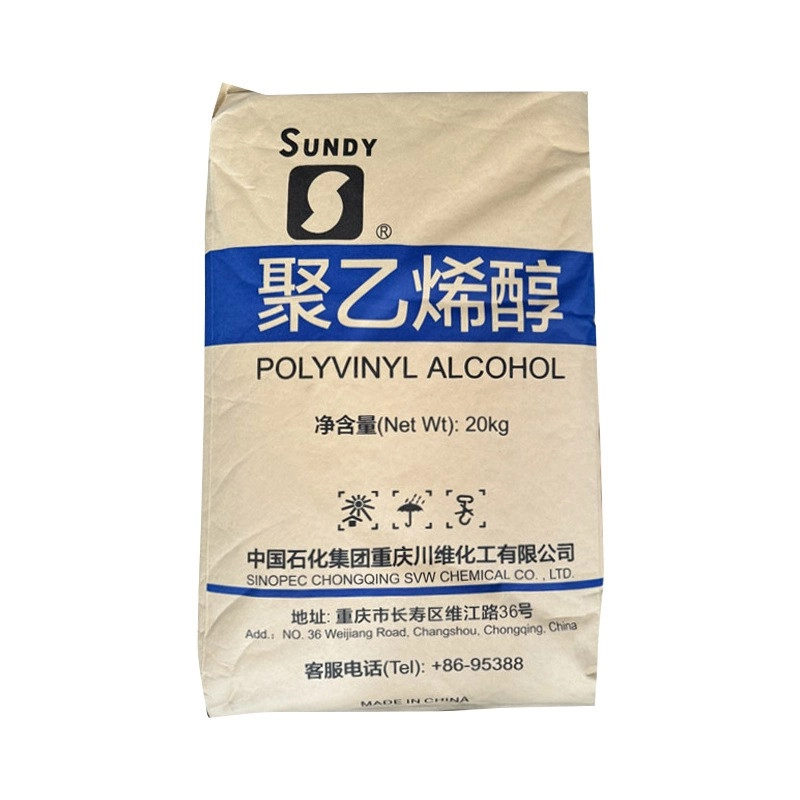 SUNDY
®
聚乙烯醇
POLYVINYL ALCOHOL
净含量(Net Wt): 20kg
中国石化集团重庆川维化工有限公司
SINOPEC CHONGQING SVW CHEMICAL CO. , LTD.
地址: 重庆市长寿区维江路36号
Add.: NO. 36 Weijiang Road, Changshou, Chongqing, China
客服电话(Tel): +86-95388
MADE IN CHINA